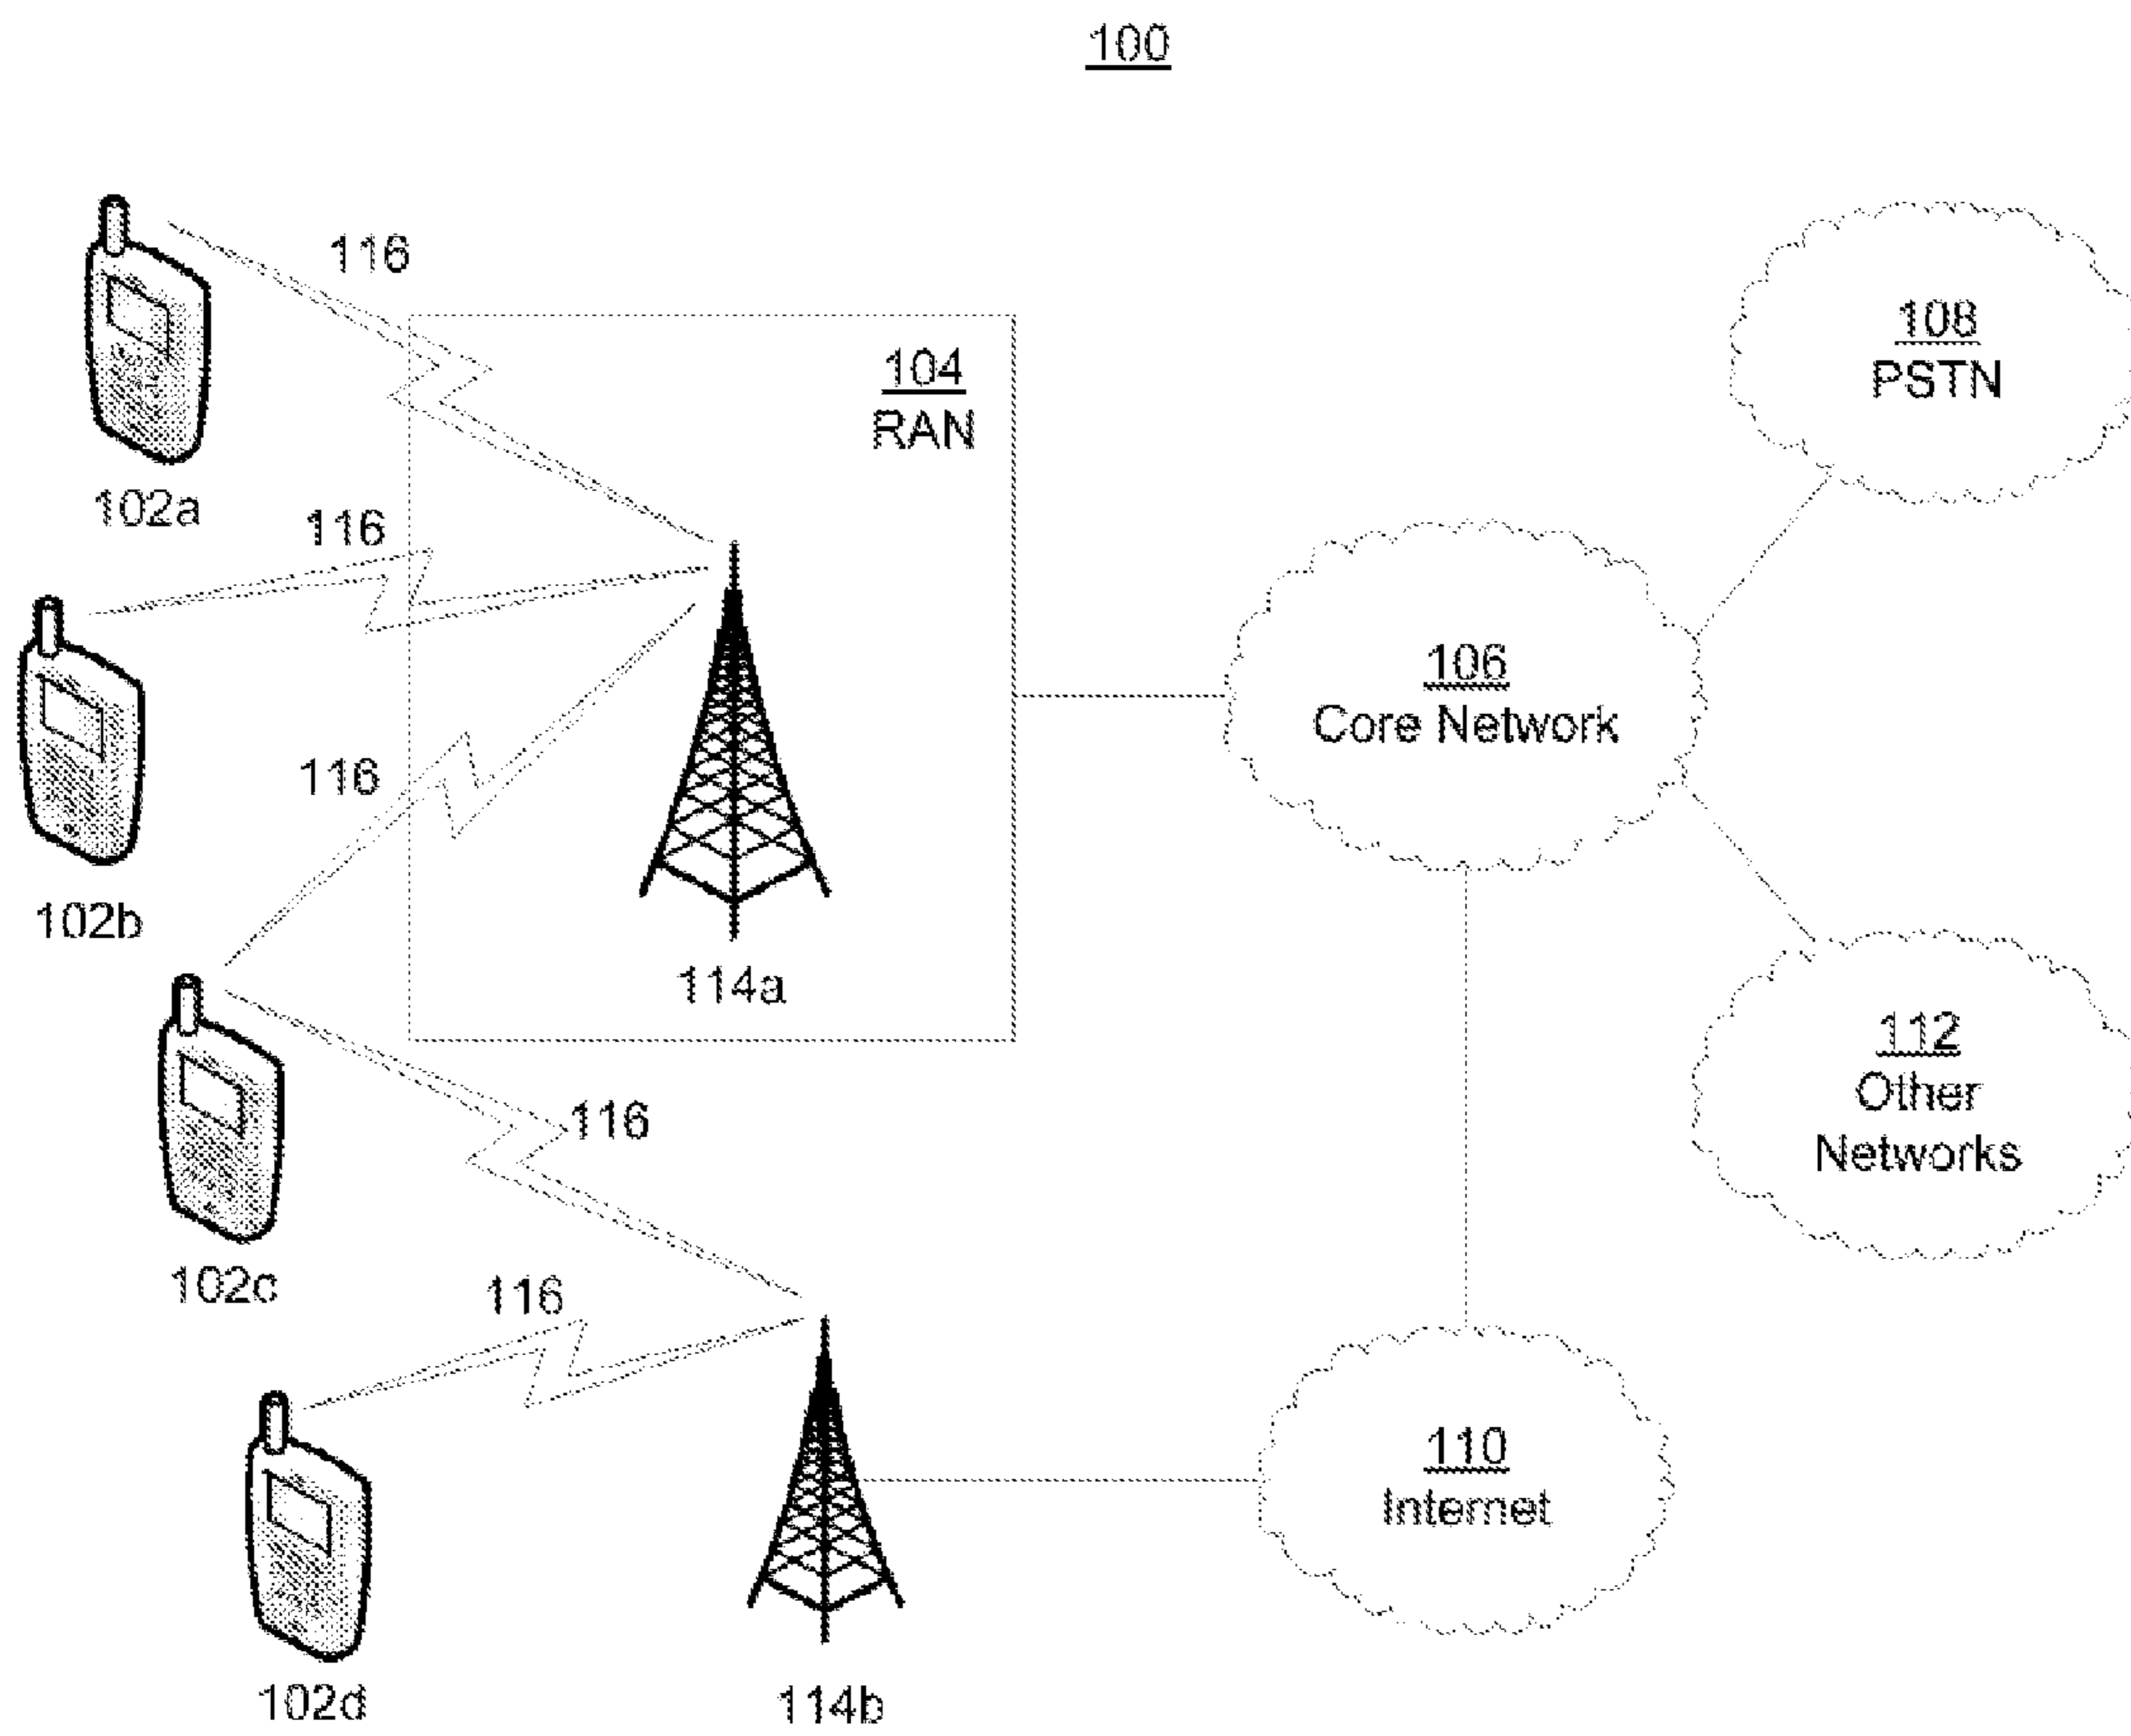 100
116
108
PSTN
104
RAN
102a
116
106
Core Network
116
102b
114a
112
Other
Networks
116
102c
116
110
Internet
102d
114b